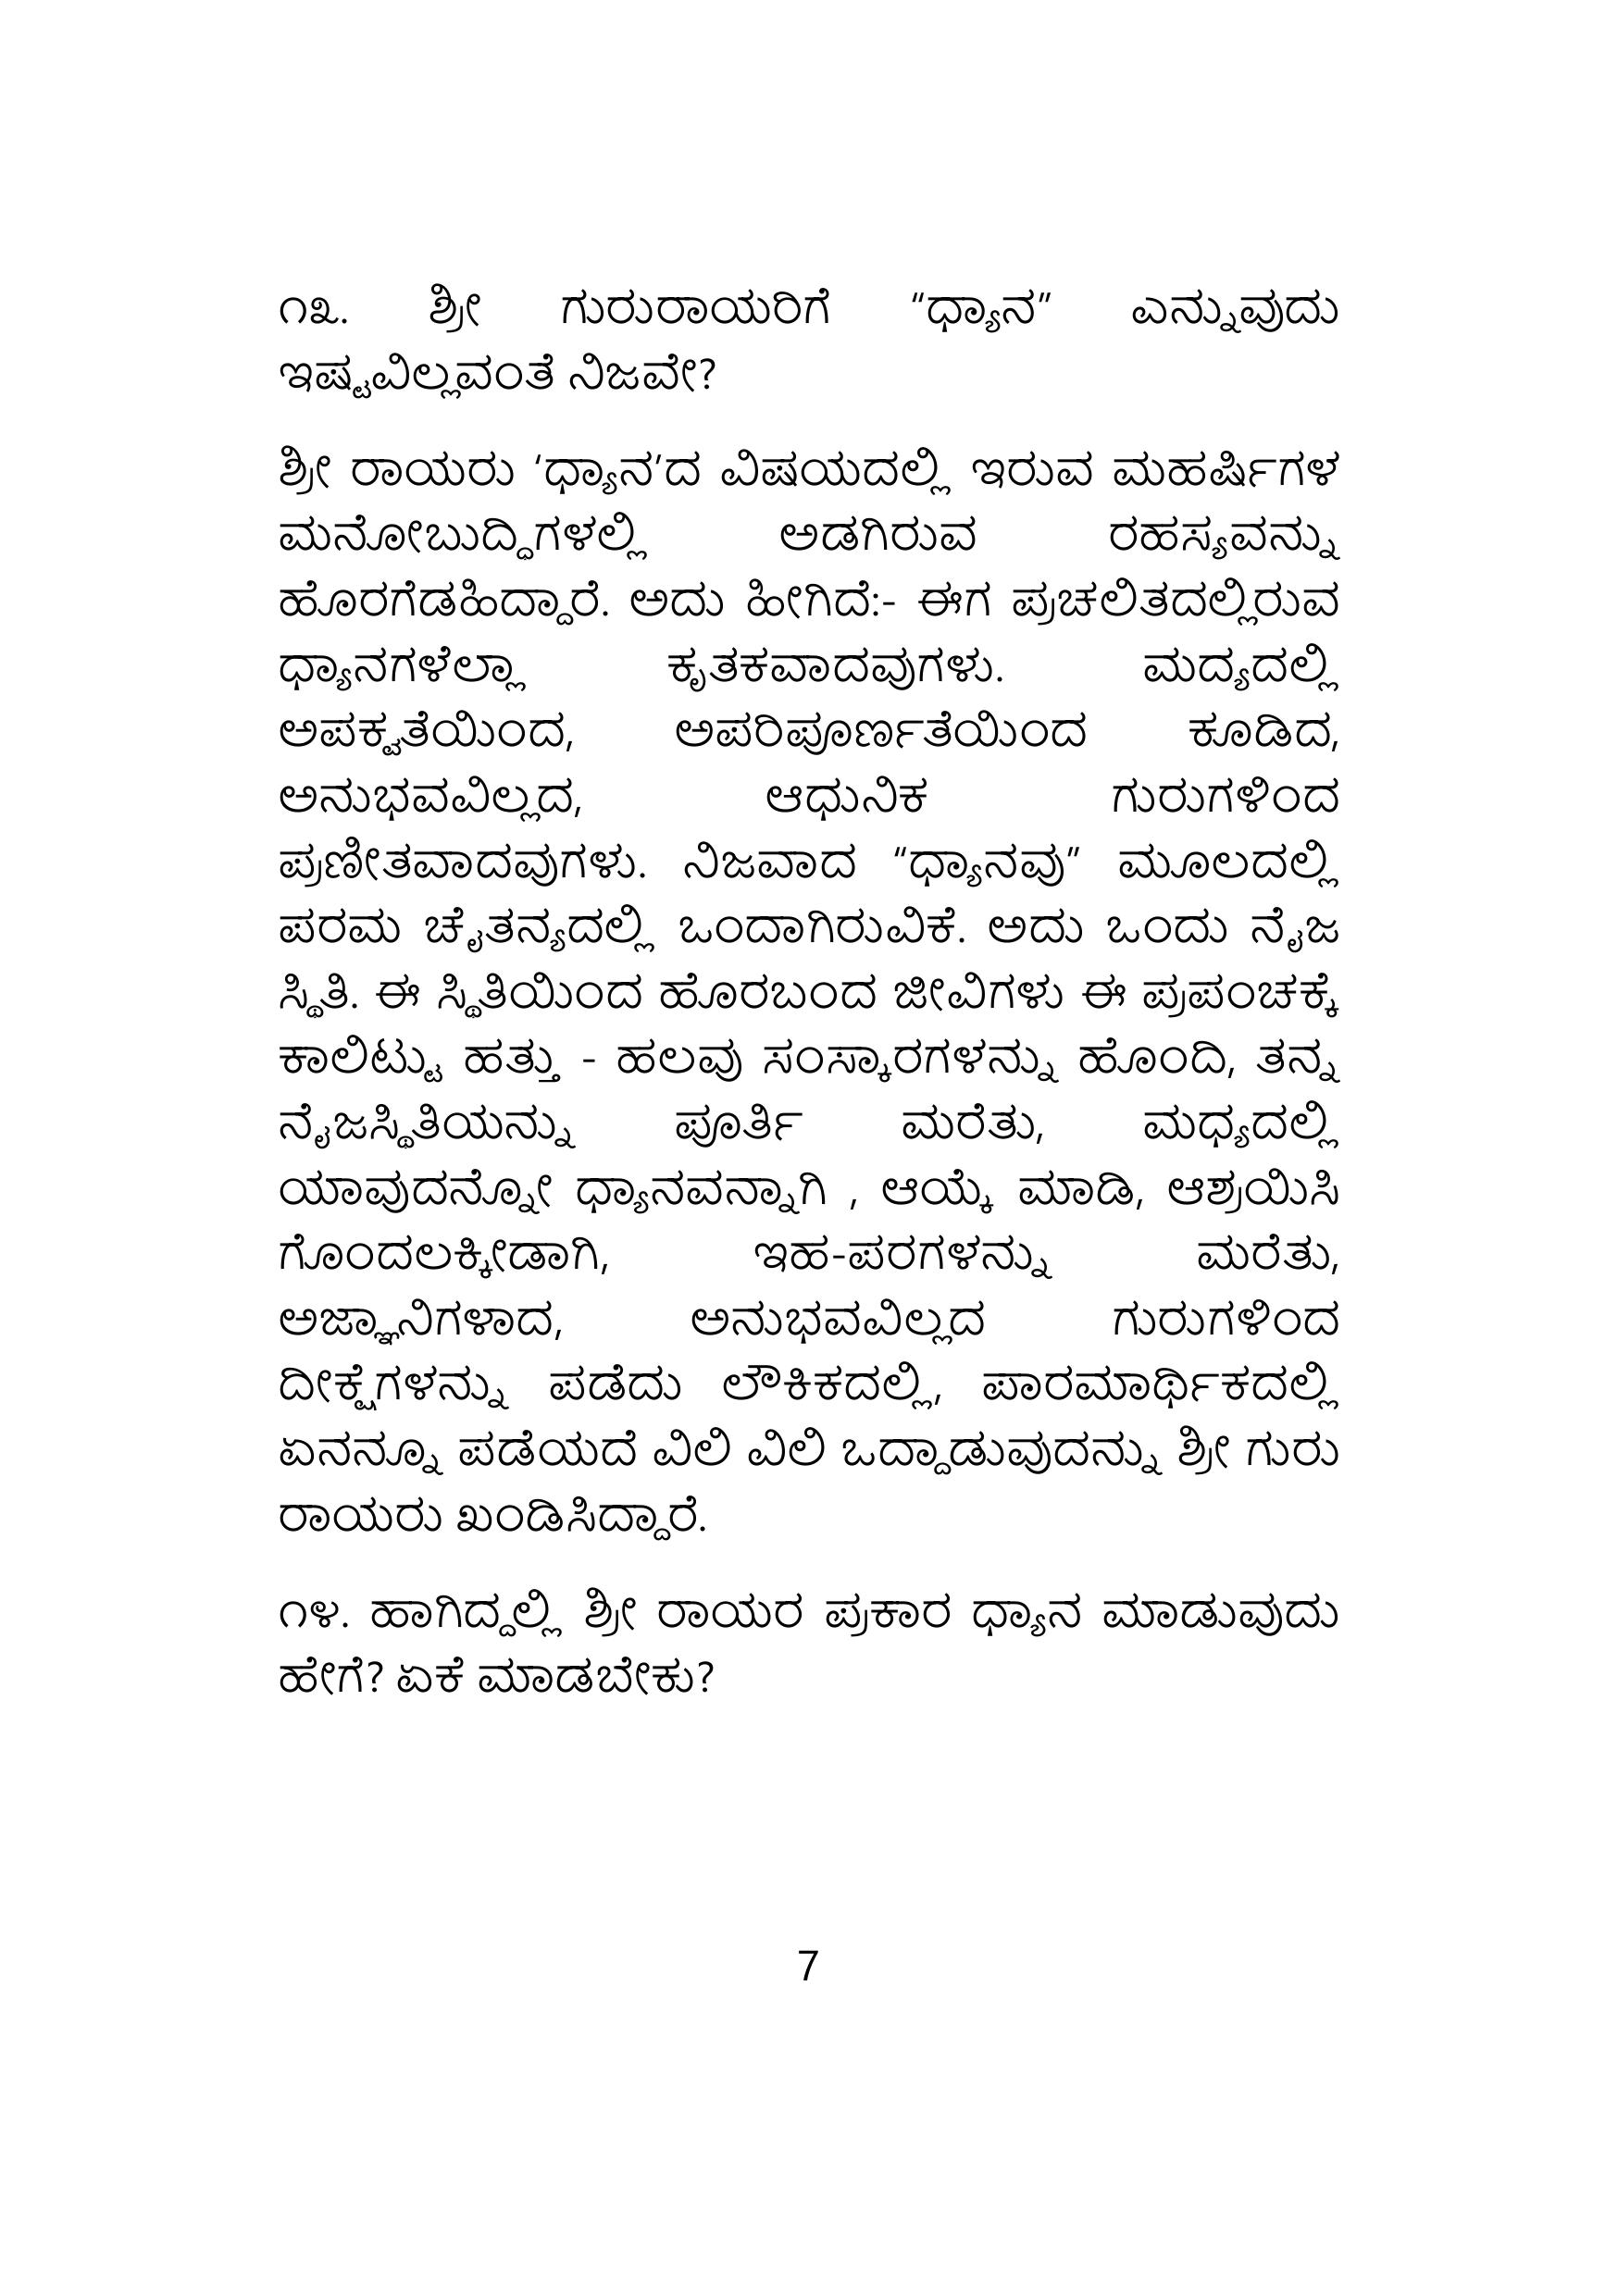 ೧೩. ಶ್ರೀ ಗುರುರಾಯರಿಗೆ “ಧ್ಯಾನ” ಎನ್ನುವುದು
ಇಷ್ಟವಿಲ್ಲವಂತೆ ನಿಜವೇ?
ಶ್ರೀ ರಾಯರು ‘ಧ್ಯಾನ’ದ ವಿಷಯದಲ್ಲಿ ಇರುವ ಮಹರ್ಷಿಗಳ
ಮನೋಬುದ್ಧಿಗಳಲ್ಲಿ ಅಡಗಿರುವ ರಹಸ್ಯವನ್ನು
ಹೊರಗೆಡಹಿದ್ದಾರೆ. ಅದು ಹೀಗಿದೆ:- ಈಗ ಪ್ರಚಲಿತದಲ್ಲಿರುವ
ಧ್ಯಾನಗಳೆಲ್ಲಾ ಕೃತಕವಾದವುಗಳು. ಮದ್ಯದಲ್ಲಿ
ಅಪಕ್ವತೆಯಿಂದ, ಅಪರಿಪೂರ್ಣತೆಯಿಂದ ಕೂಡಿದ,
ಅನುಭವವಿಲ್ಲದ, ಆಧುನಿಕ ಗುರುಗಳಿಂದ
ಪ್ರಣೀತವಾದವುಗಳು. ನಿಜವಾದ “ಧ್ಯಾನವು” ಮೂಲದಲ್ಲಿ
ಪರಮ ಚೈತನ್ಯದಲ್ಲಿ ಒಂದಾಗಿರುವಿಕೆ. ಅದು ಒಂದು ನೈಜ
ಸ್ಥಿತಿ. ಈ ಸ್ಥಿತಿಯಿಂದ ಹೊರಬಂದ ಜೀವಿಗಳು ಈ ಪ್ರಪಂಚಕ್ಕೆ
ಕಾಲಿಟ್ಟು ಹತ್ತು - ಹಲವು ಸಂಸ್ಕಾರಗಳನ್ನು ಹೊಂದಿ, ತನ್ನ
ನೈಜಸ್ಥಿತಿಯನ್ನು ಪೂರ್ತಿ ಮರೆತು, ಮಧ್ಯದಲ್ಲಿ
ಯಾವುದನ್ನೋ ಧ್ಯಾನವನ್ನಾಗಿ , ಆಯ್ಕೆ ಮಾಡಿ, ಆಶ್ರಯಿಸಿ
ಗೊಂದಲಕ್ಕೀಡಾಗಿ, ಇಹ-ಪರಗಳನ್ನು ಮರೆತು,
ಅಜ್ಞಾನಿಗಳಾದ, ಅನುಭವವಿಲ್ಲದ ಗುರುಗಳಿಂದ
ದೀಕ್ಷೆಗಳನ್ನು ಪಡೆದು ಲೌಕಿಕದಲ್ಲಿ, ಪಾರಮಾರ್ಥಿಕದಲ್ಲಿ
ಏನನ್ನೂ ಪಡೆಯದೆ ವಿಲಿ ವಿಲಿ ಒದ್ದಾಡುವುದನ್ನು ಶ್ರೀ ಗುರು
ರಾಯರು ಖಂಡಿಸಿದ್ದಾರೆ.
೧೪. ಹಾಗಿದ್ದಲ್ಲಿ ಶ್ರೀ ರಾಯರ ಪ್ರಕಾರ ಧ್ಯಾನ ಮಾಡುವುದು
ಹೇಗೆ? ಏಕೆ ಮಾಡಬೇಕು?
7